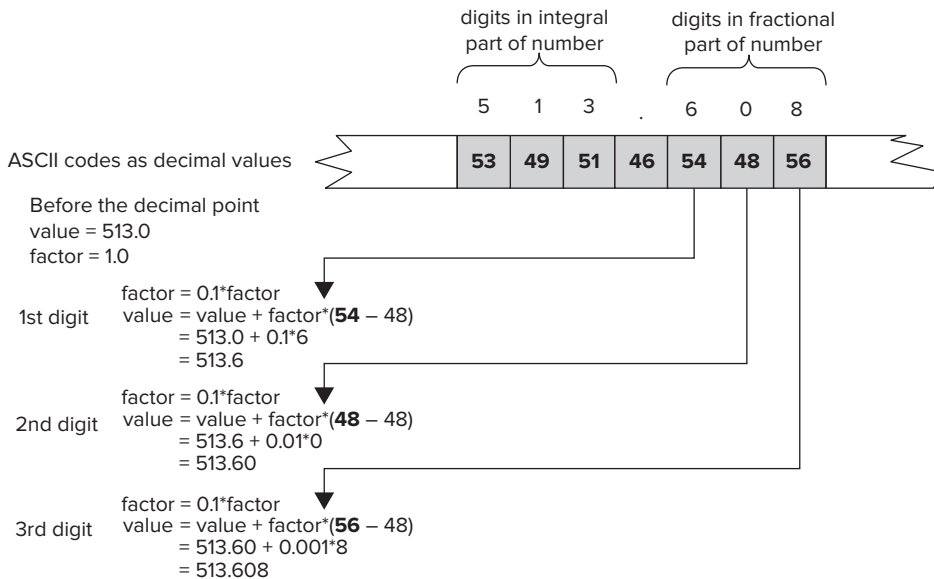 digits in integral
part of number
digits in fractional
part of number
5 1 3 . 6 0 8
ASCII codes as decimal values 53 49 51 46 54 48 56
Before the decimal point
value = 513.0
factor = 1.0
factor = 0.1*factor
1st digit value = value + factor*(54 – 48)
= 513.0 + 0.1*6
= 513.6
factor = 0.1*factor
2nd digit value = value + factor*(48 – 48)
= 513.6 + 0.01*0
= 513.60
factor = 0.1*factor
3rd digit value = value + factor*(56 – 48)
= 513.60 + 0.001*8
= 513.608